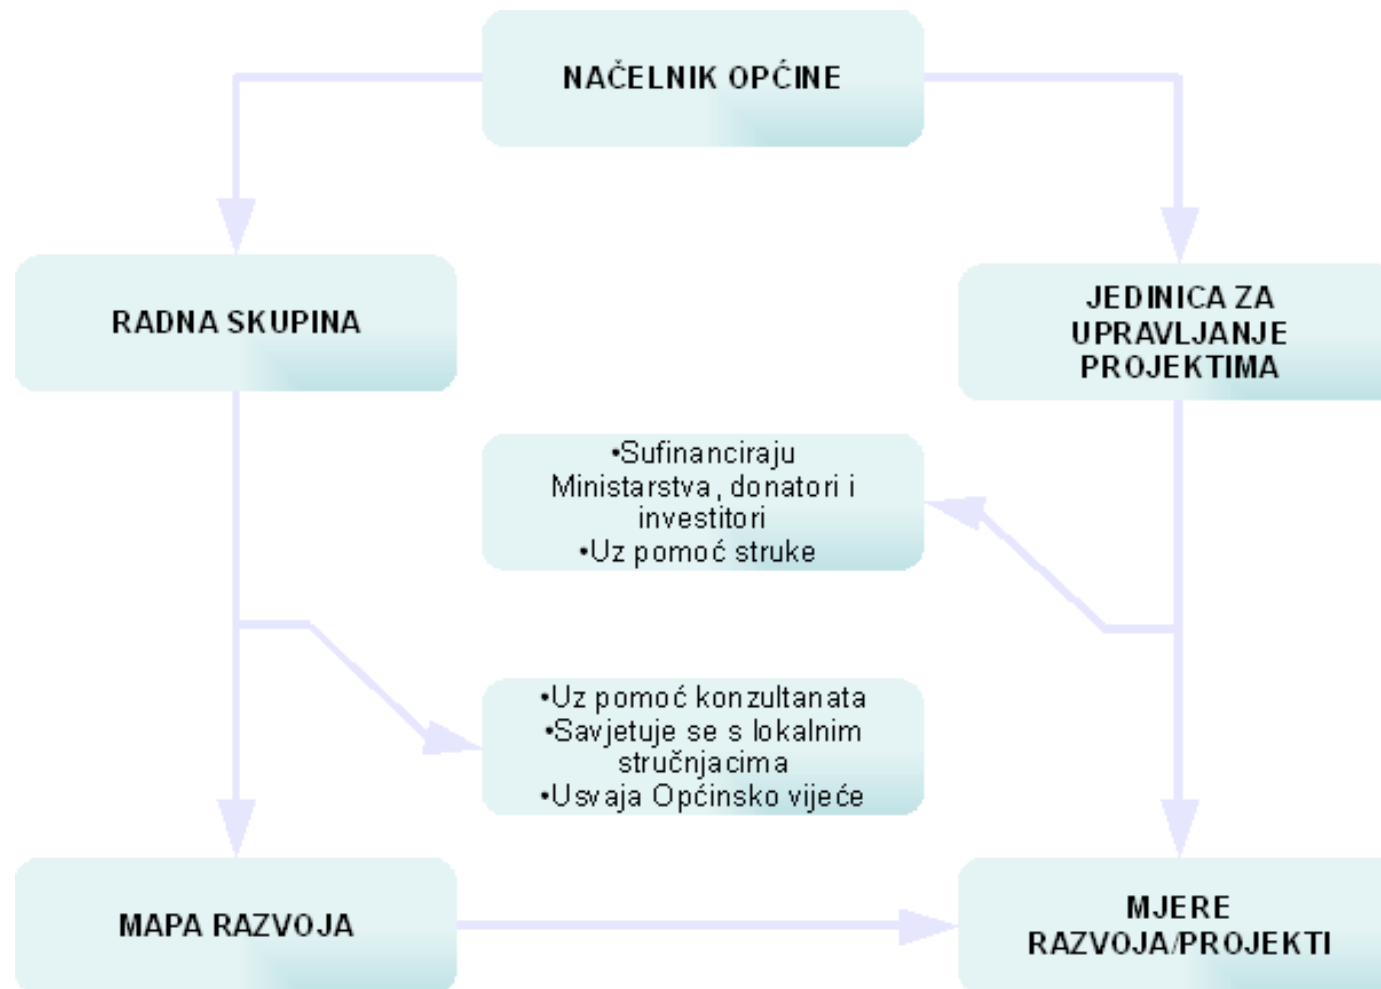 NAČELNIK OPĆINE
RADNA SKUPINA
JEDINICA ZA
UPRAVLJANJE
PROJEKTIMA
•Sufinanciraju
Ministarstva, donatori i
investitori
•Uz pomoć struke
•Uz pomoć konzultanata
•Savjetuje se s lokalnim
stručnjacima
•Usvaja Općinsko vijeće
MAPA RAZVOJA
MJERE
RAZVOJA/PROJEKTI